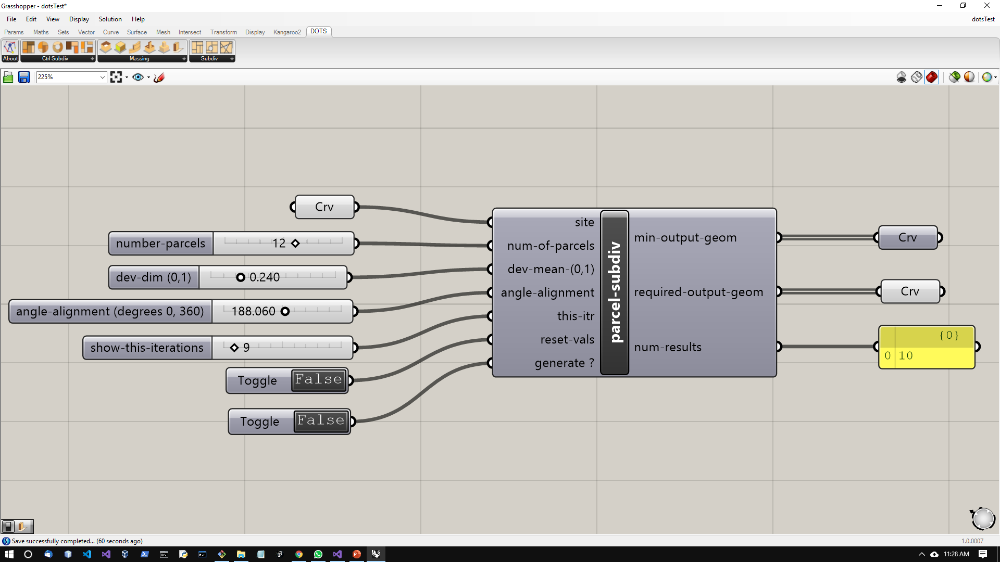 Grasshopper - dotsTest*
File Edit View Display Solution Help
dotsTest
Params Maths Sets Vector Curve Surface Mesh Intersect Transform Display Kangaroo2 DOTS
About Ctrl Subdiv Massing Subdiv
225%
Crv
number-parcels 12
dev-dim (0,1) 0.240
angle-alignment (degrees 0, 360) 188.060
show-this-iterations 9
Toggle False
Toggle False
site
num-of-parcels
dev-mean-(0,1)
angle-alignment
this-itr
reset-vals
generate ?
parcel-subdiv
min-output-geom
required-output-geom
num-results
Crv
Crv
{0}
0 10
Save successfully completed... (60 seconds ago)
1.0.0007
11:28 AM